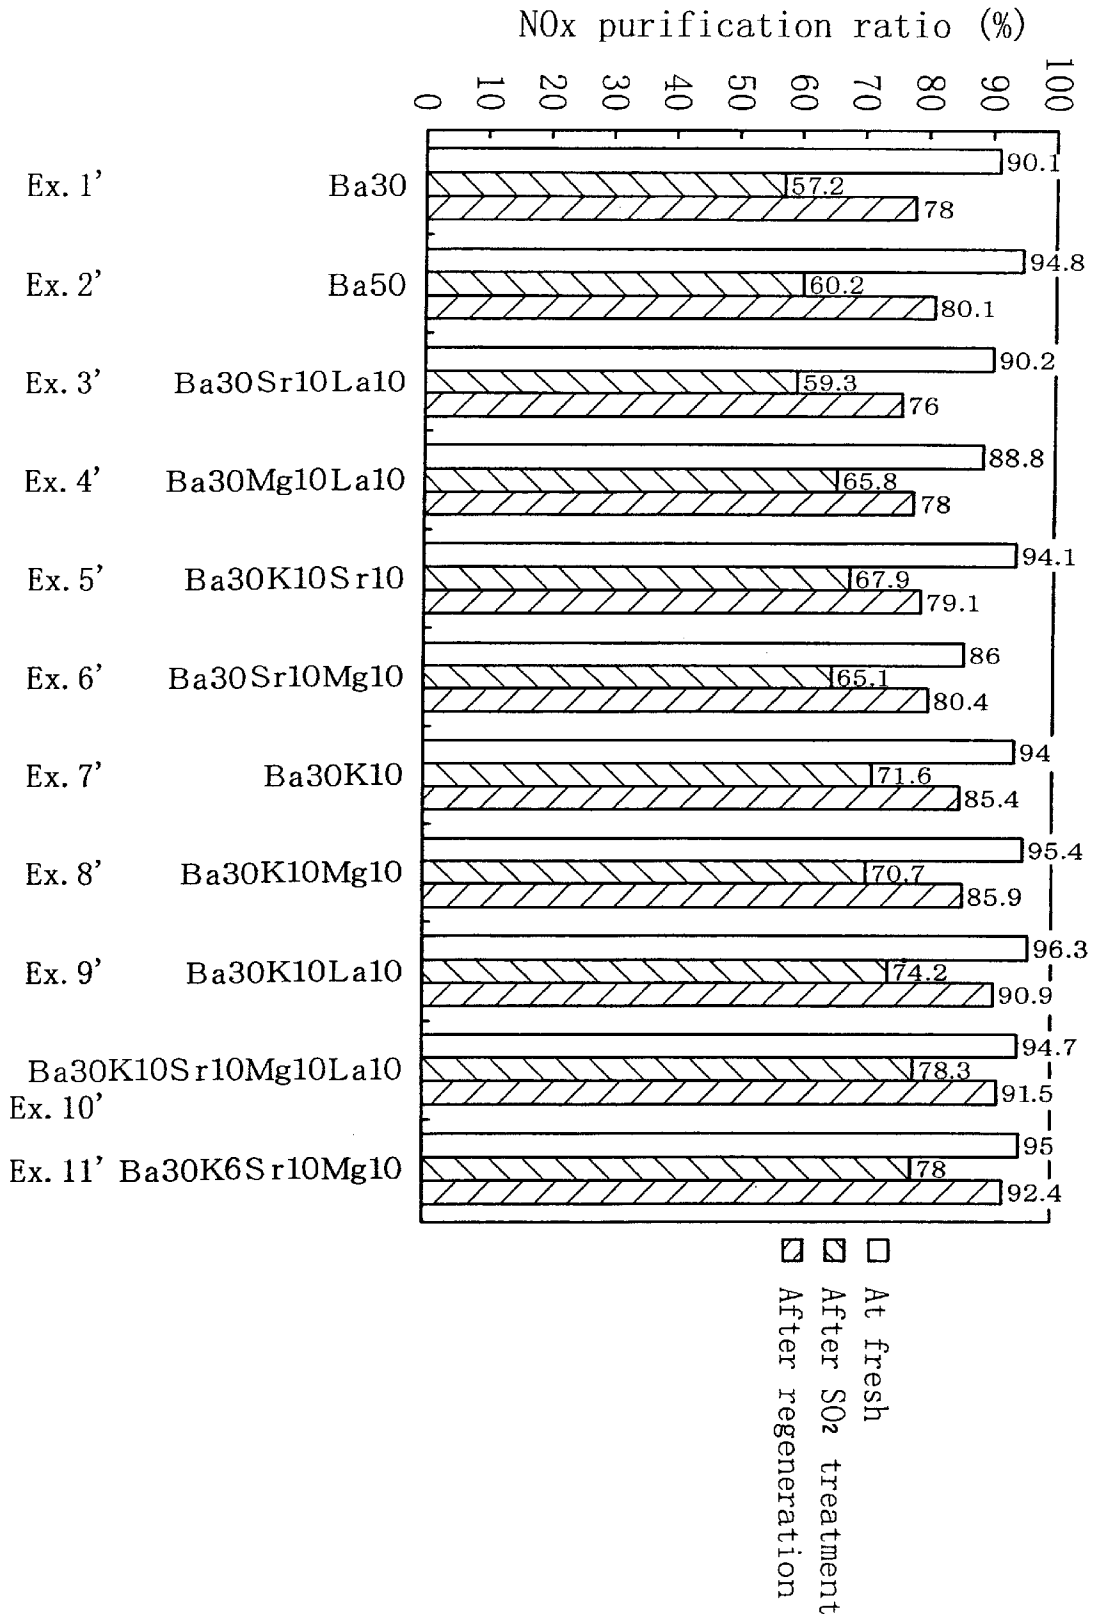 NOx purification ratio (%)
0 10 20 30 40 50 60 70 80 90 100
Ex. 1’ Ba30
90.1
57.2
78
Ex. 2’ Ba50
94.8
60.2
80.1
Ex. 3’ Ba30Sr10La10
90.2
59.3
76
Ex. 4’ Ba30Mg10La10
88.8
65.8
78
Ex. 5’ Ba30K10Sr10
94.1
67.9
79.1
Ex. 6’ Ba30Sr10Mg10
86
65.1
80.4
Ex. 7’ Ba30K10
94
71.6
85.4
Ex. 8’ Ba30K10Mg10
95.4
70.7
85.9
Ex. 9’ Ba30K10La10
96.3
74.2
90.9
Ba30K10Sr10Mg10La10
Ex. 10’
94.7
78.3
91.5
Ex. 11’ Ba30K6Sr10Mg10
95
78
92.4
At fresh
After SO2 treatment
After regeneration